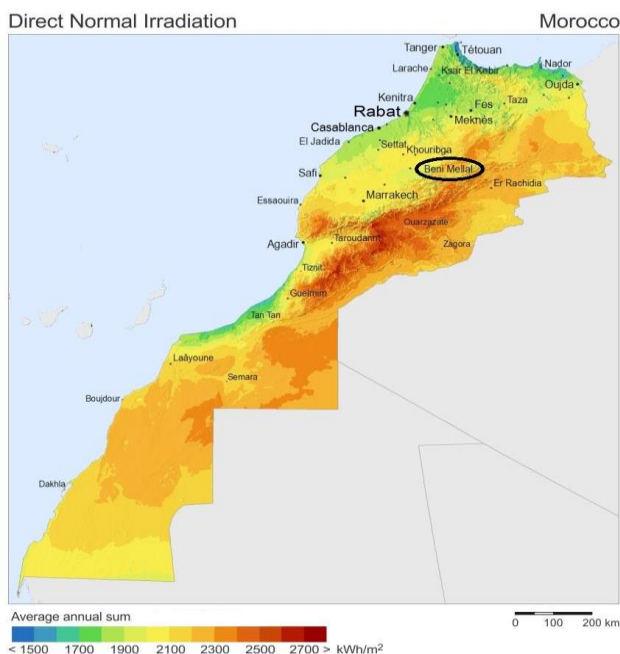 Direct Normal Irradiation Morocco
Tanger
Tétouan
Larache
Ksar El Kebir
Nador
Oujda
Kenitra
Fès
Taza
Rabat
Meknès
Casablanca
El Jadida
Settat
Khouribga
Safi
Beni Mellal
Er Rachidia
Essaouira
Marrakech
Ouarzazate
Agadir
Taroudannt
Zagora
Tiznit
Guelmim
Tan Tan
Laâyoune
Semara
Boujdour
Dakhla
Average annual sum
0 100 200 km
< 1500 1700 1900 2100 2300 2500 2700 > kWh/m²